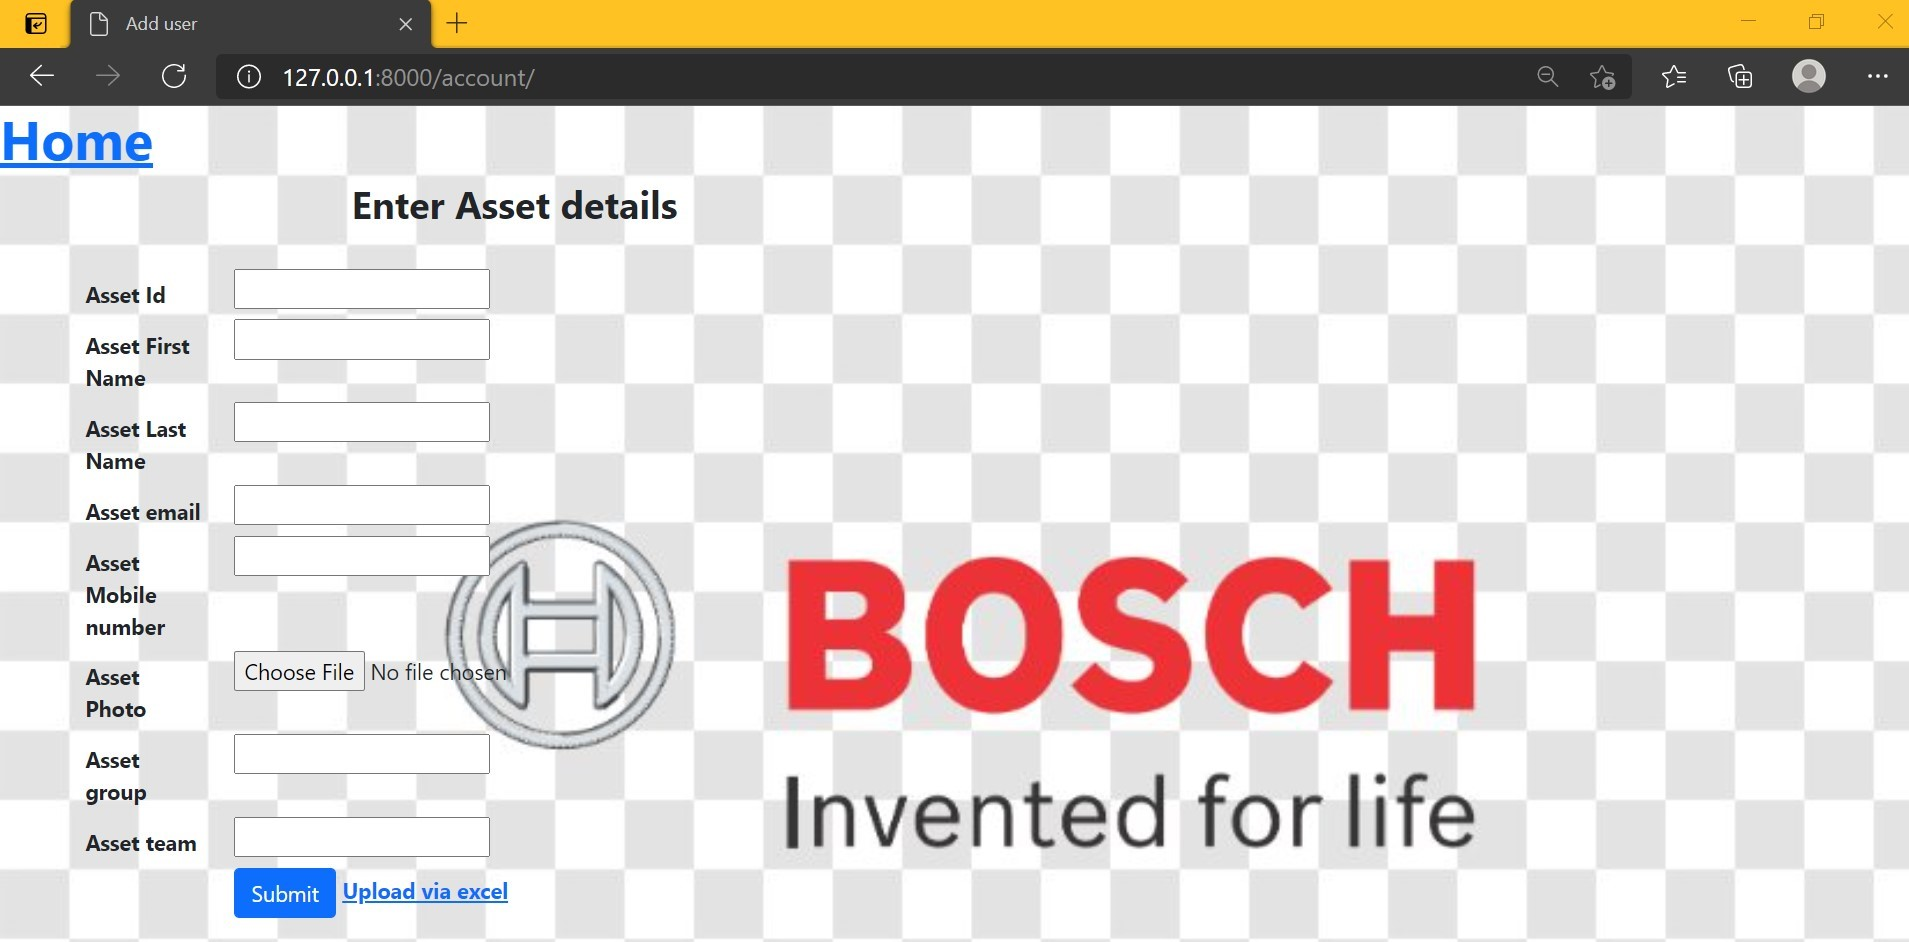 Add user
127.0.0.1:8000/account/
Home
Enter Asset details
Asset Id
Asset First
Name
Asset Last
Name
Asset email
Asset
Mobile
number
Asset
Photo
Choose File No file chosen
Asset
group
Asset team
Submit Upload via excel
BOSCH
Invented for life